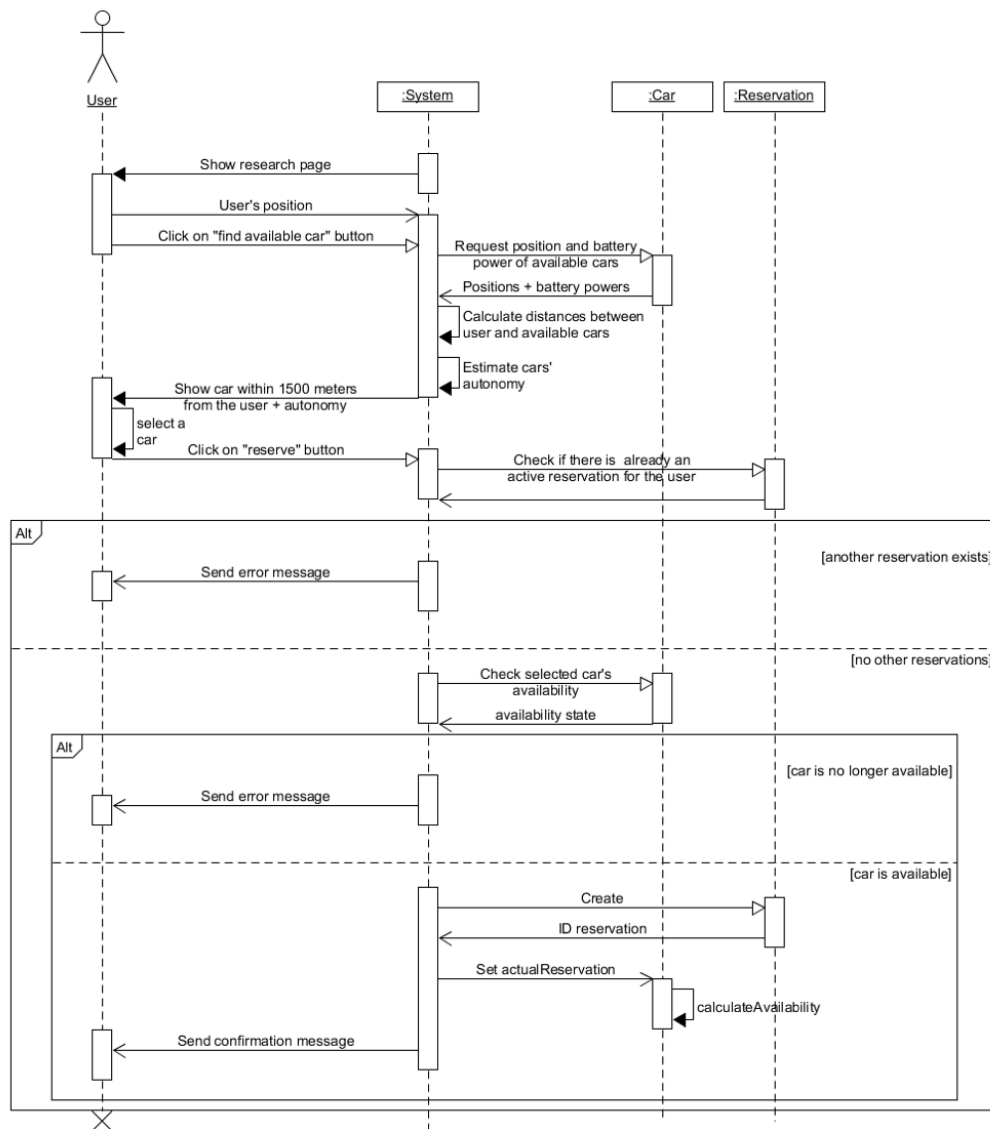 User
:System
:Car
:Reservation
Show research page
User's position
Click on "find available car" button
Request position and battery
power of available cars
Positions + battery powers
Calculate distances between
user and available cars
Estimate cars'
autonomy
Show car within 1500 meters
from the user + autonomy
select a
car
Click on "reserve" button
Check if there is already an
active reservation for the user
Alt
[another reservation exists]
Send error message
[no other reservations]
Check selected car's
availability
availability state
Alt
[car is no longer available]
Send error message
[car is available]
Create
ID reservation
Set actualReservation
calculateAvailability
Send confirmation message